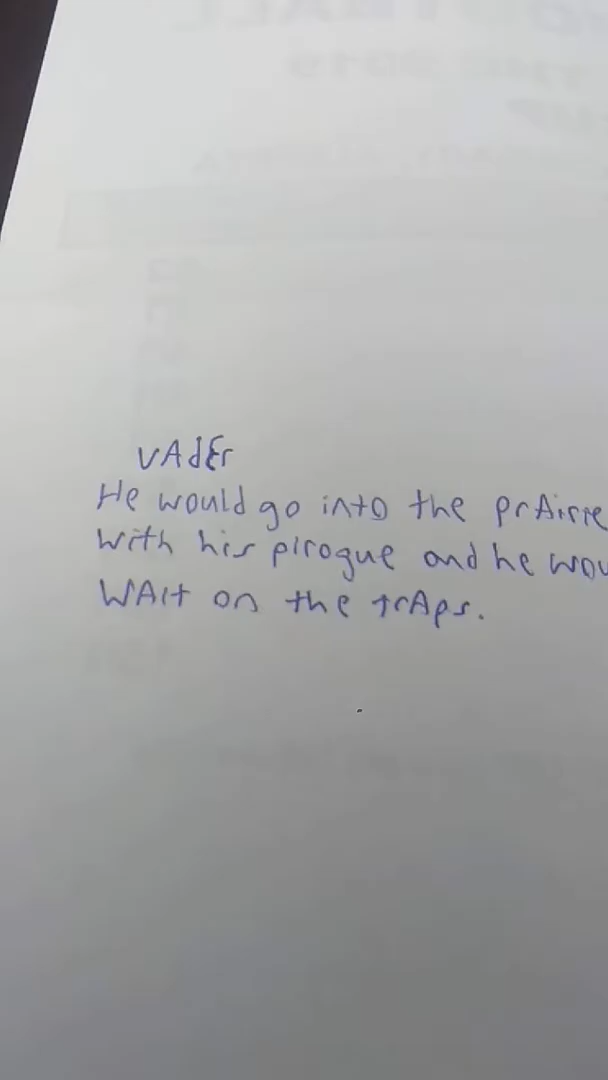 VAdEr
He would go into the prAirie
with his pirogue and he wou
WAit on the trAps.